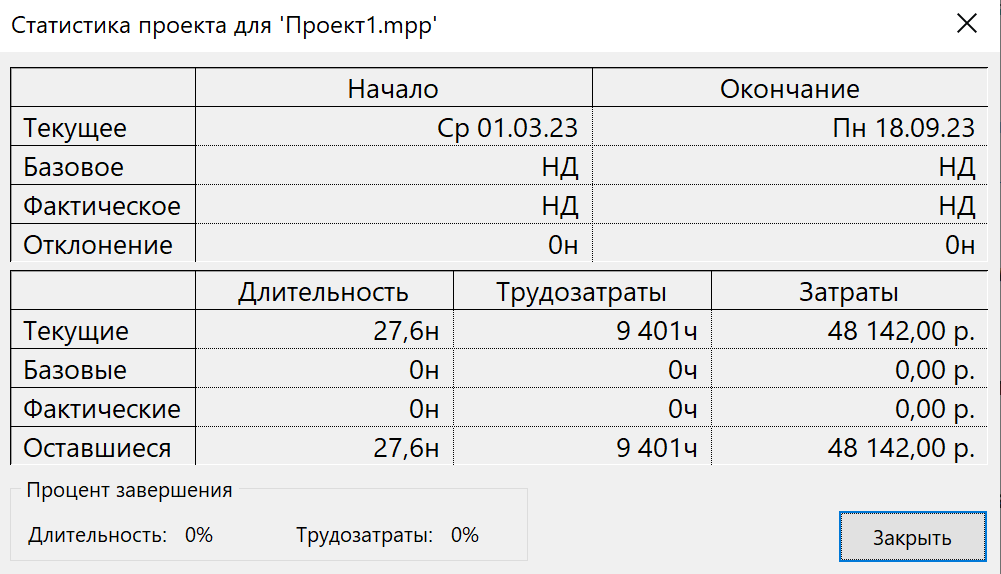 Статистика проекта для 'Проект1.mpp'
Начало Окончание
Текущее Ср 01.03.23 Пн 18.09.23
Базовое НД НД
Фактическое НД НД
Отклонение 0н 0н
Длительность Трудозатраты Затраты
Текущие 27,6н 9 401ч 48 142,00 р.
Базовые 0н 0ч 0,00 р.
Фактические 0н 0ч 0,00 р.
Оставшиеся 27,6н 9 401ч 48 142,00 р.
Процент завершения
Длительность: 0% Трудозатраты: 0%
Закрыть